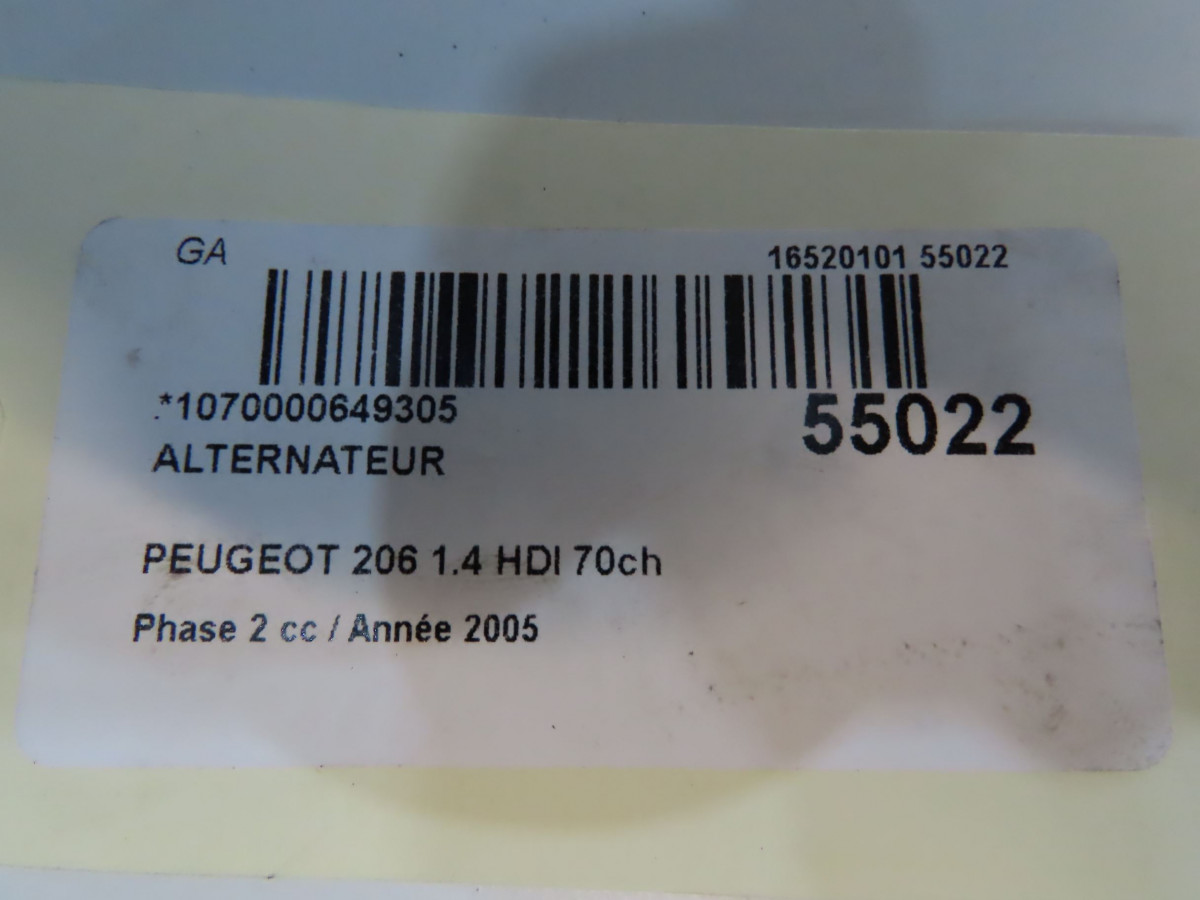 GA
16520101 55022
.*1070000649305
55022
ALTERNATEUR
PEUGEOT 206 1.4 HDI 70ch
Phase 2 cc / Année 2005